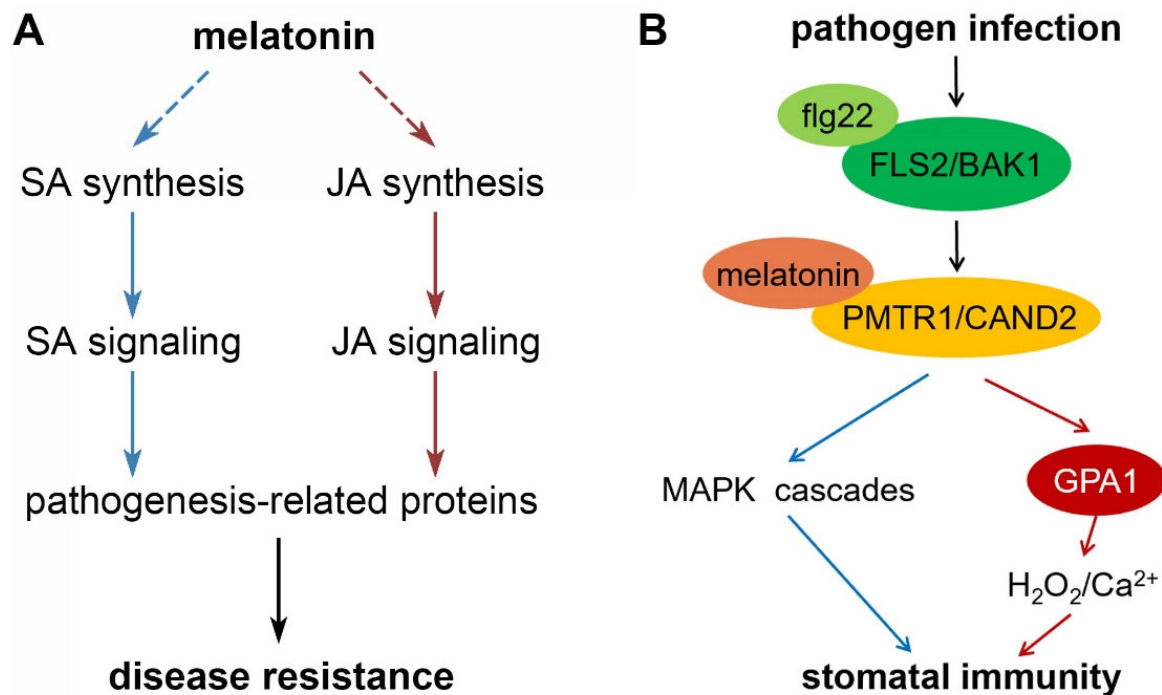 A
melatonin
SA synthesis
JA synthesis
SA signaling
JA signaling
pathogenesis-related proteins
disease resistance
B
pathogen infection
flg22
FLS2/BAK1
melatonin
PMTR1/CAND2
MAPK cascades
GPA1
H₂O₂/Ca²⁺
stomatal immunity